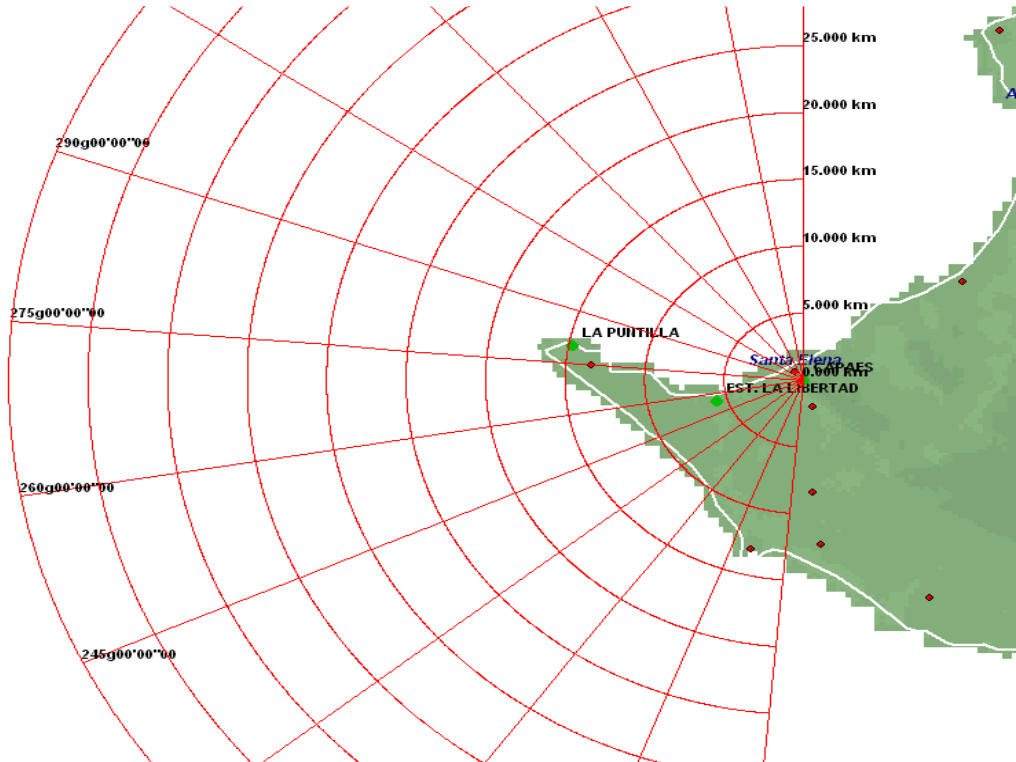 25.000 km
A
20.000 km
290g00'00"00
15.000 km
10.000 km
275g00'00"00
5.000 km
LA PUNTILLA
Santa Elena
CAPAES
0.000 km
EST. LA LIBERTAD
260g00'00"00
245g00'00"00